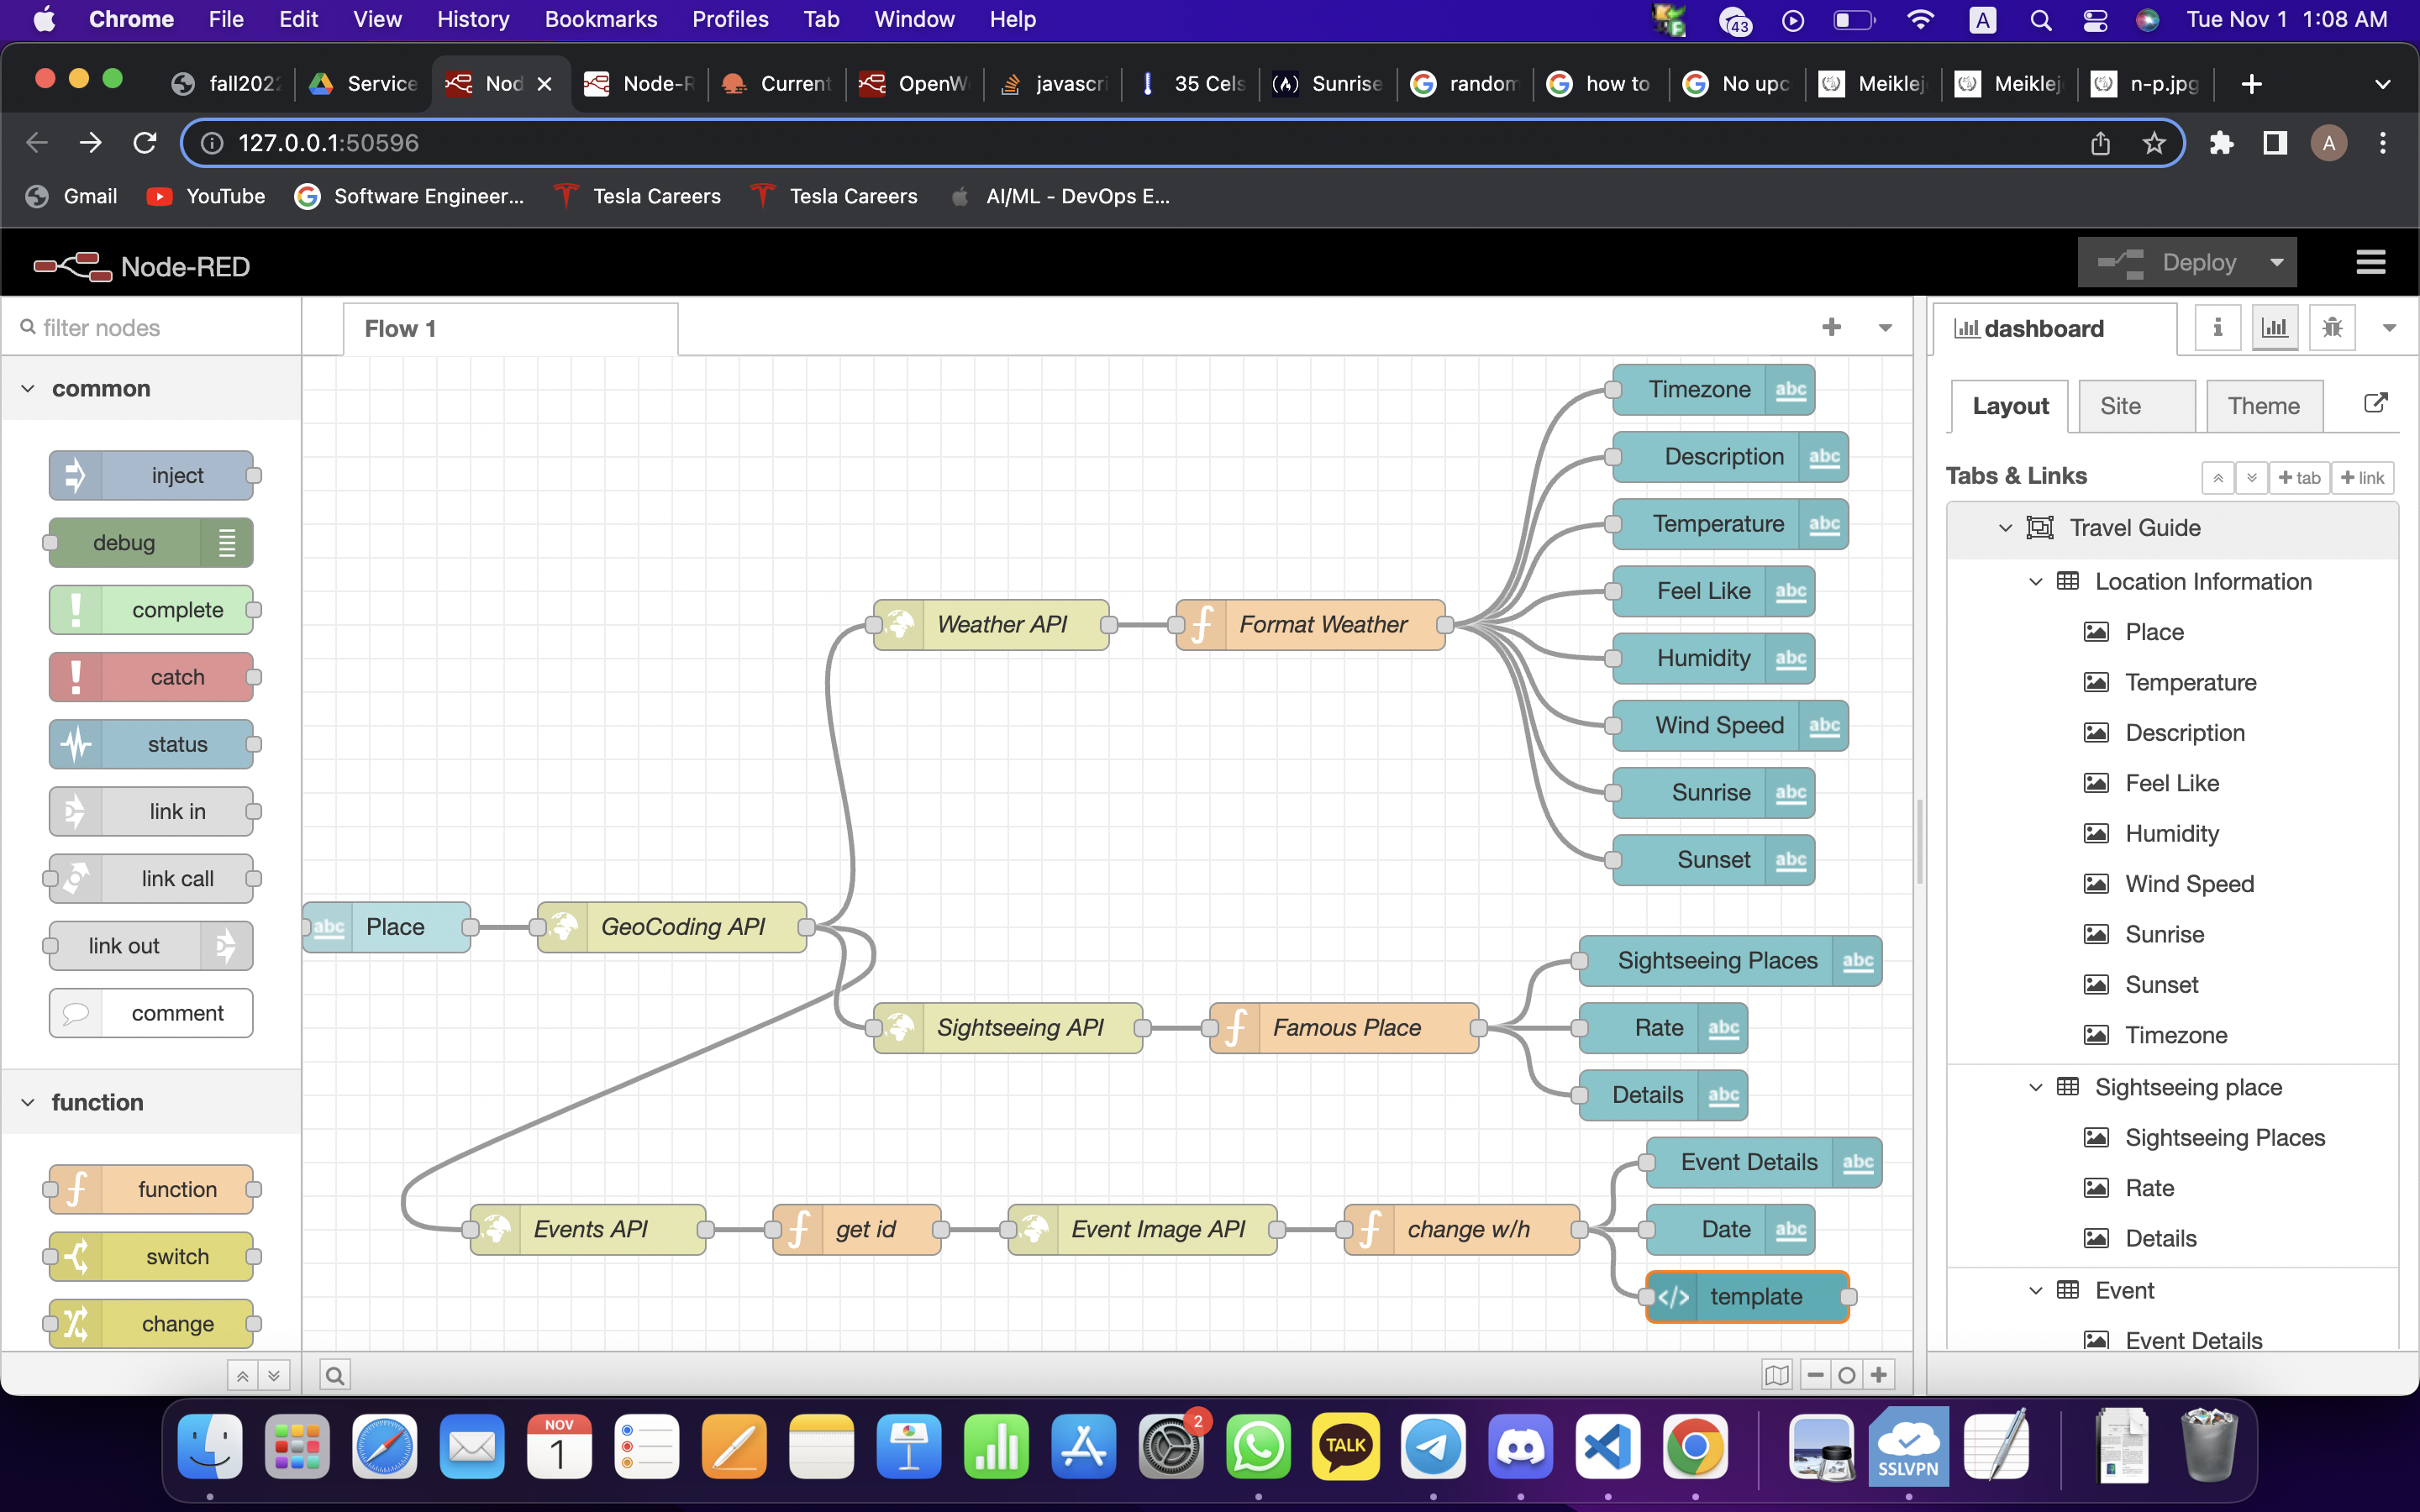 Chrome File Edit View History Bookmarks Profiles Tab Window Help 43 A Tue Nov 1 1:08 AM
fall202 Service Nod Node-R Current OpenW javascri 35 Cels Sunrise random how to No upc Meiklej Meiklej n-p.jpg
127.0.0.1:50596 A
Gmail YouTube Software Engineer... Tesla Careers Tesla Careers AI/ML - DevOps E...
Node-RED Deploy
filter nodes
common
inject
debug
complete
catch
status
link in
link call
link out
comment
function
function
switch
change
Flow 1
Timezone abc
Description abc
Temperature abc
Feel Like abc
Weather API Format Weather
Humidity abc
Wind Speed abc
Sunrise abc
Sunset abc
abc Place GeoCoding API
Sightseeing Places abc
Sightseeing API Famous Place Rate abc
Details abc
Event Details abc
Events API get id Event Image API change w/h Date abc
</> template
dashboard
Layout Site Theme
Tabs & Links tab link
Travel Guide
Location Information
Place
Temperature
Description
Feel Like
Humidity
Wind Speed
Sunrise
Sunset
Timezone
Sightseeing place
Sightseeing Places
Rate
Details
Event
Event Details
NOV
1
2
TALK
SSLVPN